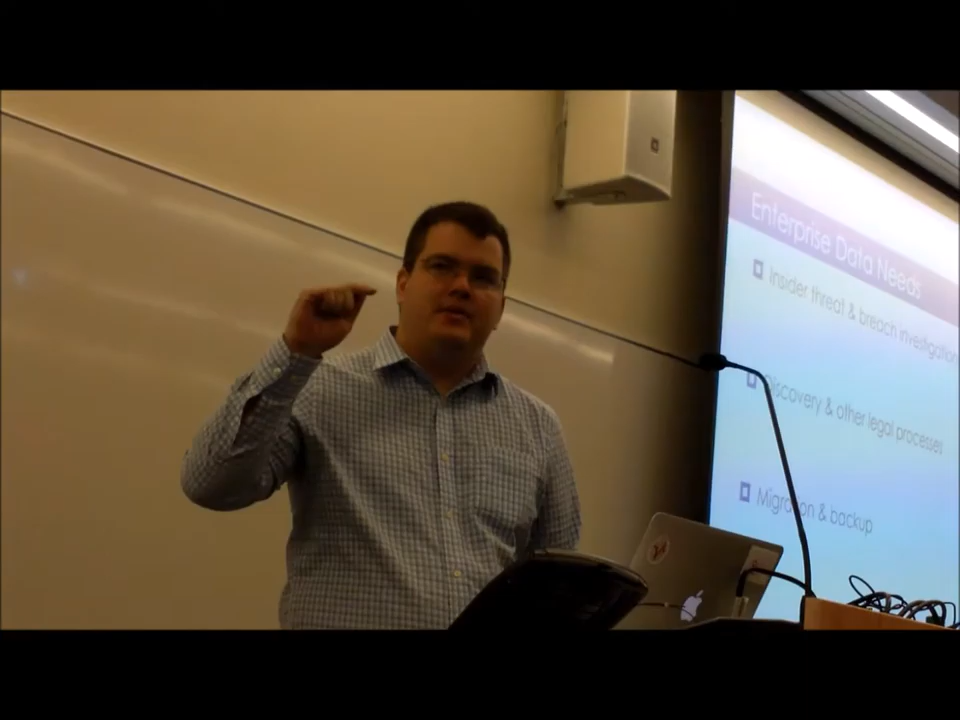 Enterprise Data Needs
Insider threat & breach investigation
Discovery & other legal processes
Migration & backup